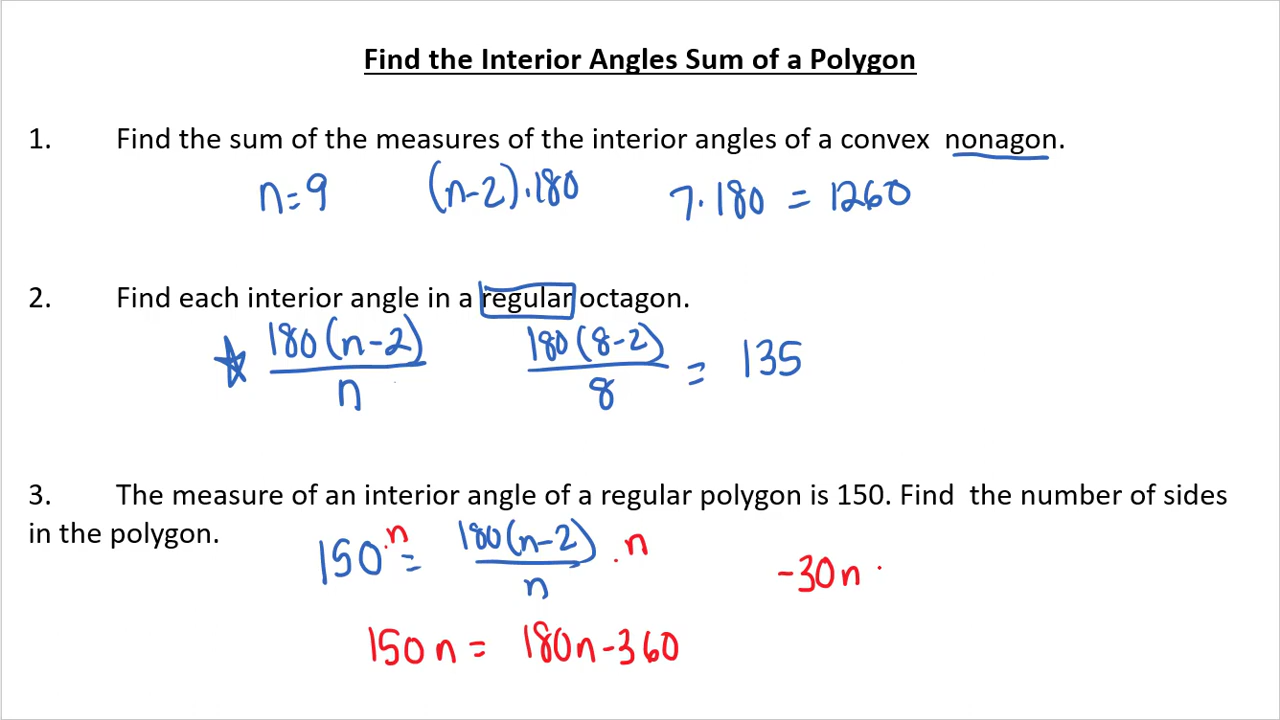 Find the Interior Angles Sum of a Polygon
1. Find the sum of the measures of the interior angles of a convex nonagon.
n=9 (n-2)·180 7·180 = 1260
2. Find each interior angle in a regular octagon.
180(n-2)/n 180(8-2)/8 = 135
3. The measure of an interior angle of a regular polygon is 150. Find the number of sides
in the polygon.
150·n = 180(n-2)/n ·n -30n
150n = 180n-360